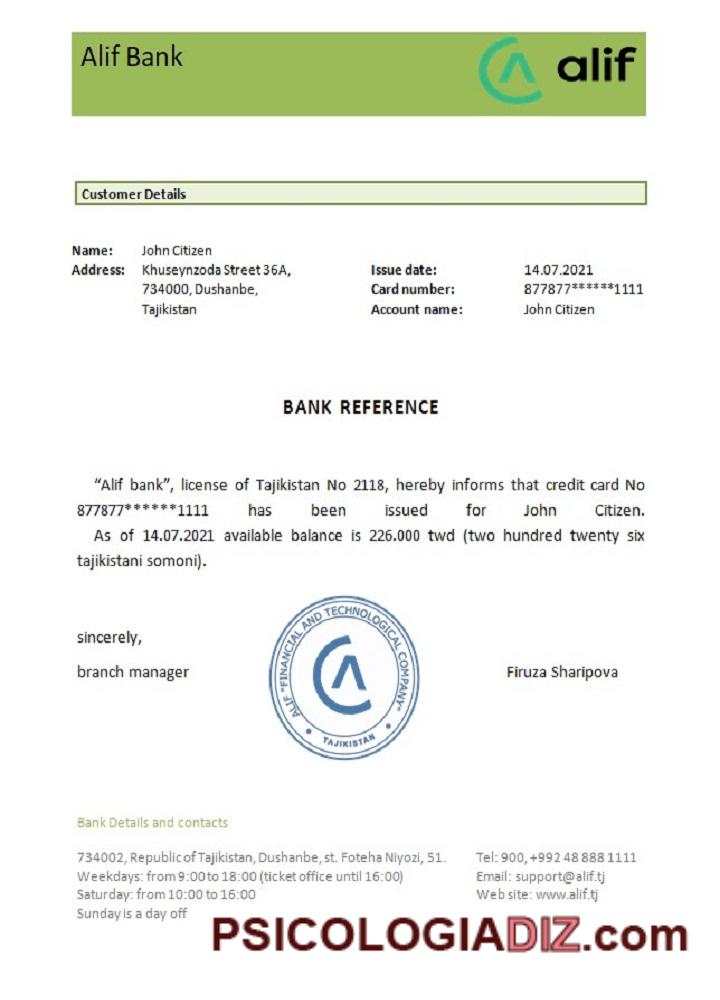 Alif Bank
alif
Customer Details
Name: John Citizen
Address: Khuseynzoda Street 36A,
734000, Dushanbe,
Tajikistan
Issue date: 14.07.2021
Card number: 877877******1111
Account name: John Citizen
BANK REFERENCE
“Alif bank”, license of Tajikistan No 2118, hereby informs that credit card No
877877******1111 has been issued for John Citizen.
As of 14.07.2021 available balance is 226.000 twd (two hundred twenty six
tajikistani somoni).
sincerely,
branch manager
Firuza Sharipova
ALIF "FINANCIAL AND TECHNOLOGICAL COMPANY"
TAJIKISTAN
Bank Details and contacts
734002, Republic of Tajikistan, Dushanbe, st. Foteha Niyozi, 51.
Weekdays: from 9:00 to 18:00 (ticket office until 16:00)
Saturday: from 10:00 to 16:00
Sunday is a day off
Tel: 900, +992 48 888 1111
Email: support@alif.tj
Web site: www.alif.tj
PSICOLOGIADIZ.com